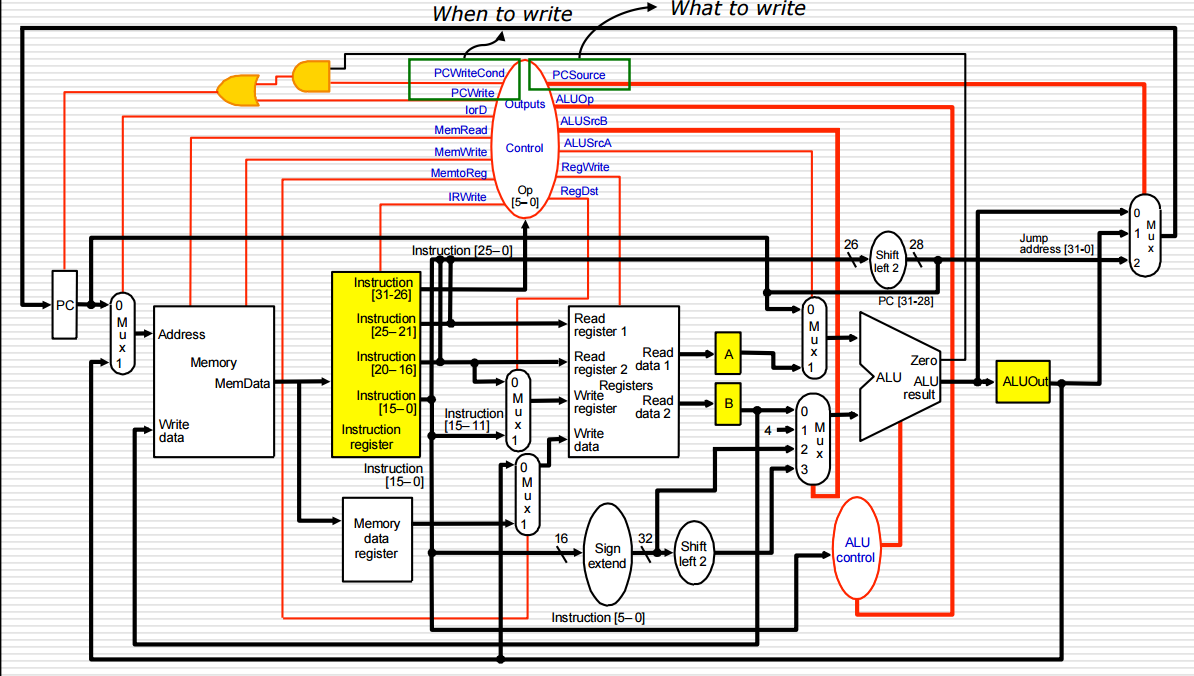 When to write
What to write
PCWriteCond
PCSource
PCWrite
ALUOp
Outputs
IorD
ALUSrcB
MemRead
ALUSrcA
Control
MemWrite
RegWrite
MemtoReg
RegDst
Op
[5–0]
IRWrite
0
M
u
x
1
2
Jump
address [31-0]
Instruction [25–0]
26
28
Shift
left 2
PC [31-28]
PC
0
M
u
x
1
Address
Memory
MemData
Write
data
Instruction
[31-26]
Instruction
[25–21]
Instruction
[20–16]
Instruction
[15–0]
Instruction
register
Instruction
[15–11]
Instruction
[15–0]
0
M
u
x
1
0
M
u
x
1
Read
register 1
Read
register 2
Registers
Write
register
Write
data
Read
data 1
Read
data 2
A
B
0
M
u
x
1
4
0
1
2
3
M
u
x
Zero
ALU
ALU
result
ALUOut
Memory
data
register
16
Sign
extend
32
Shift
left 2
ALU
control
Instruction [5–0]